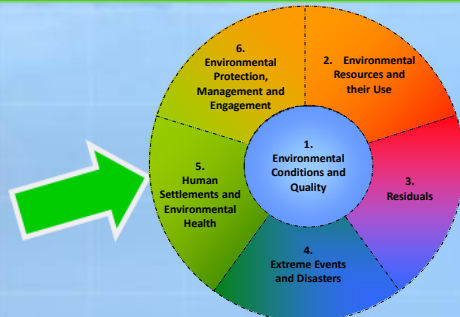 1.
Environmental
Conditions and
Quality
2. Environmental
Resources and
their Use
3.
Residuals
4.
Extreme Events
and Disasters
5.
Human
Settlements and
Environmental
Health
6.
Environmental
Protection,
Management and
Engagement